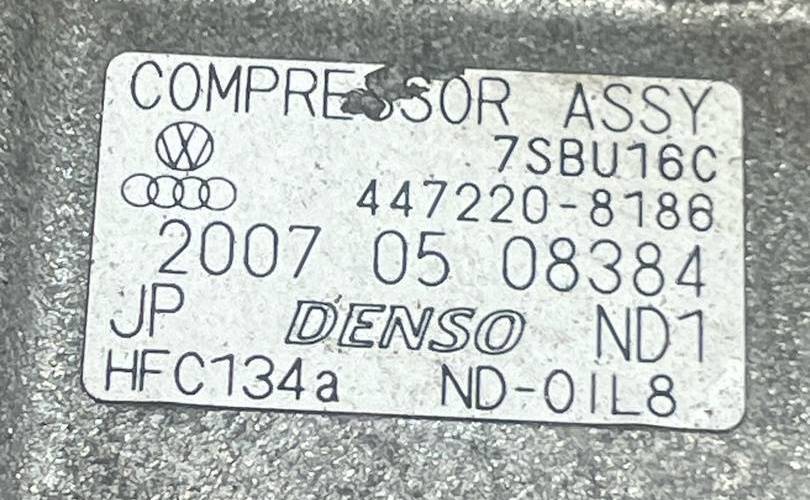 COMPRESSOR ASSY
7SBU16C
447220-8186
2007 05 08384
JP DENSO ND1
HFC134a ND-OIL8